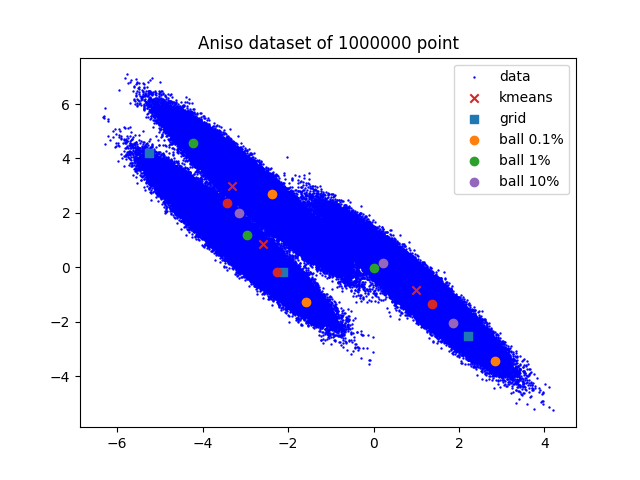 Aniso dataset of 1000000 point
data
kmeans
grid
ball 0.1%
ball 1%
ball 10%
6
4
2
0
−2
−4
−6
−4
−2
0
2
4